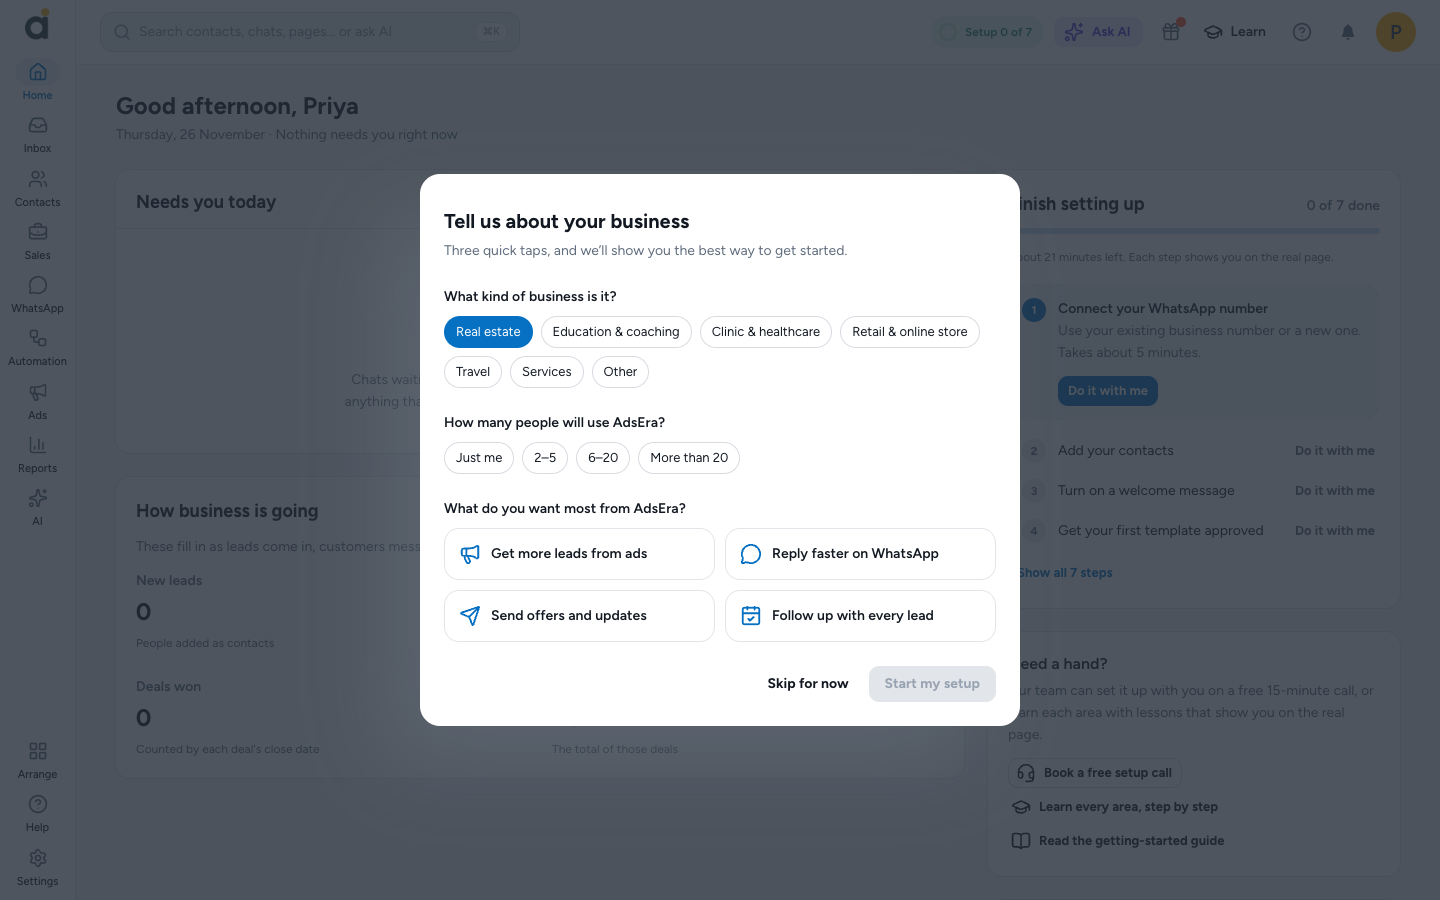 Search contacts, chats, pages... or ask AI
⌘K
Setup 0 of 7
Ask AI
Learn
P
Home
Inbox
Contacts
Sales
WhatsApp
Automation
Ads
Reports
AI
Arrange
Help
Settings
Good afternoon, Priya
Thursday, 26 November · Nothing needs you right now
Needs you today
Chats
How business is going
These fill in as leads come in, customers
New leads
0
People added as contacts
Deals won
0
Counted by each deal's close date
The total of those deals
Tell us about your business
Three quick taps, and we'll show you the best way to get started.
What kind of business is it?
Real estate
Education & coaching
Clinic & healthcare
Retail & online store
Travel
Services
Other
How many people will use AdsEra?
Just me
2–5
6–20
More than 20
What do you want most from AdsEra?
Get more leads from ads
Reply faster on WhatsApp
Send offers and updates
Follow up with every lead
Skip for now
Start my setup
setting up
0 of 7 done
21 minutes left. Each step shows you on the real page.
1
Connect your WhatsApp number
Use your existing business number or a new one.
Takes about 5 minutes.
Do it with me
2
Add your contacts
Do it with me
3
Turn on a welcome message
Do it with me
4
Get your first template approved
Do it with me
Show all 7 steps
a hand?
team can set it up with you on a free 15-minute call, or
each area with lessons that show you on the real
page.
Book a free setup call
Learn every area, step by step
Read the getting-started guide